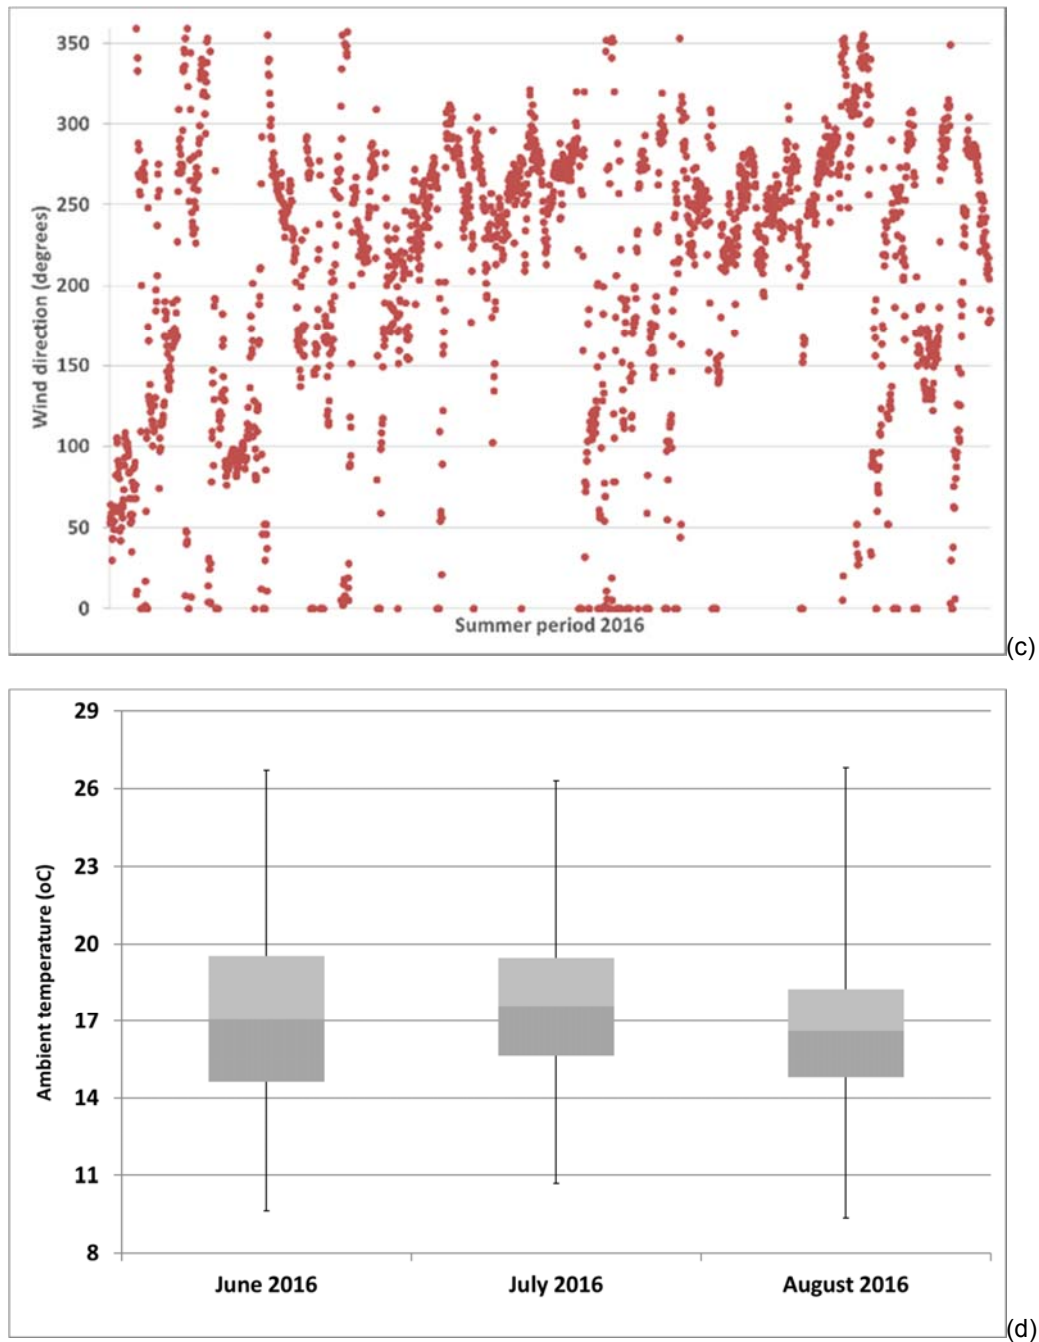 350
300
250
200
150
100
50
0
Wind direction (degrees)
Summer period 2016
(c)
29
26
23
20
17
14
11
8
Ambient temperature (oC)
June 2016 July 2016 August 2016
(d)